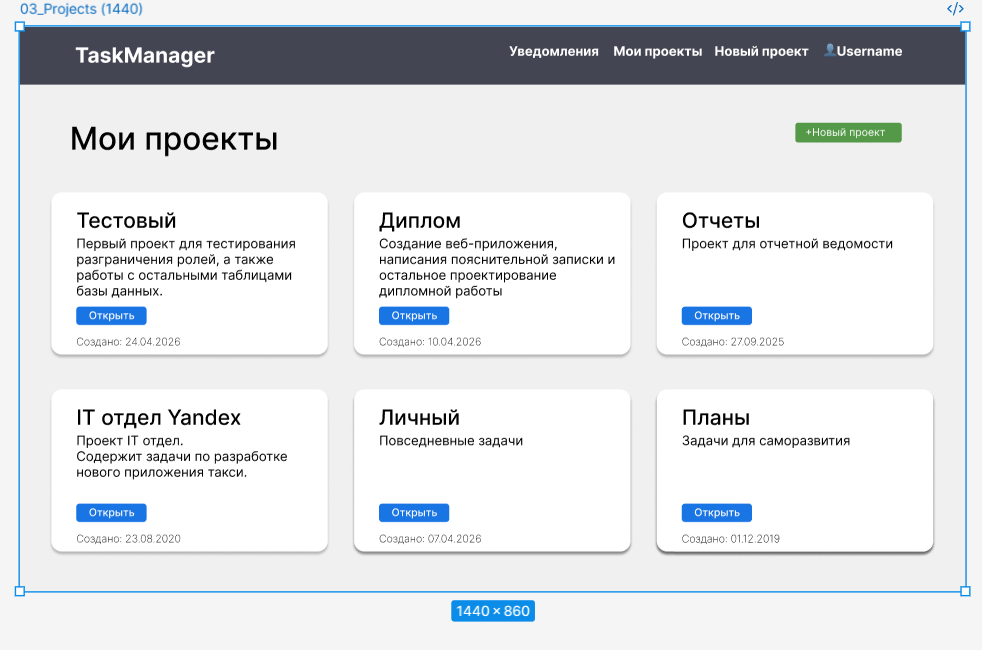 03_Projects (1440)
</>
TaskManager
Уведомления Мои проекты Новый проект 👤Username
Мои проекты
+Новый проект
Тестовый
Первый проект для тестирования
разграничения ролей, а также
работы с остальными таблицами
базы данных.
Открыть
Создано: 24.04.2026
Диплом
Создание веб-приложения,
написания пояснительной записки и
остальное проектирование
дипломной работы
Открыть
Создано: 10.04.2026
Отчеты
Проект для отчетной ведомости
Открыть
Создано: 27.09.2025
IT отдел Yandex
Проект IT отдел.
Содержит задачи по разработке
нового приложения такси.
Открыть
Создано: 23.08.2020
Личный
Повседневные задачи
Открыть
Создано: 07.04.2026
Планы
Задачи для саморазвития
Открыть
Создано: 01.12.2019
1440 × 860